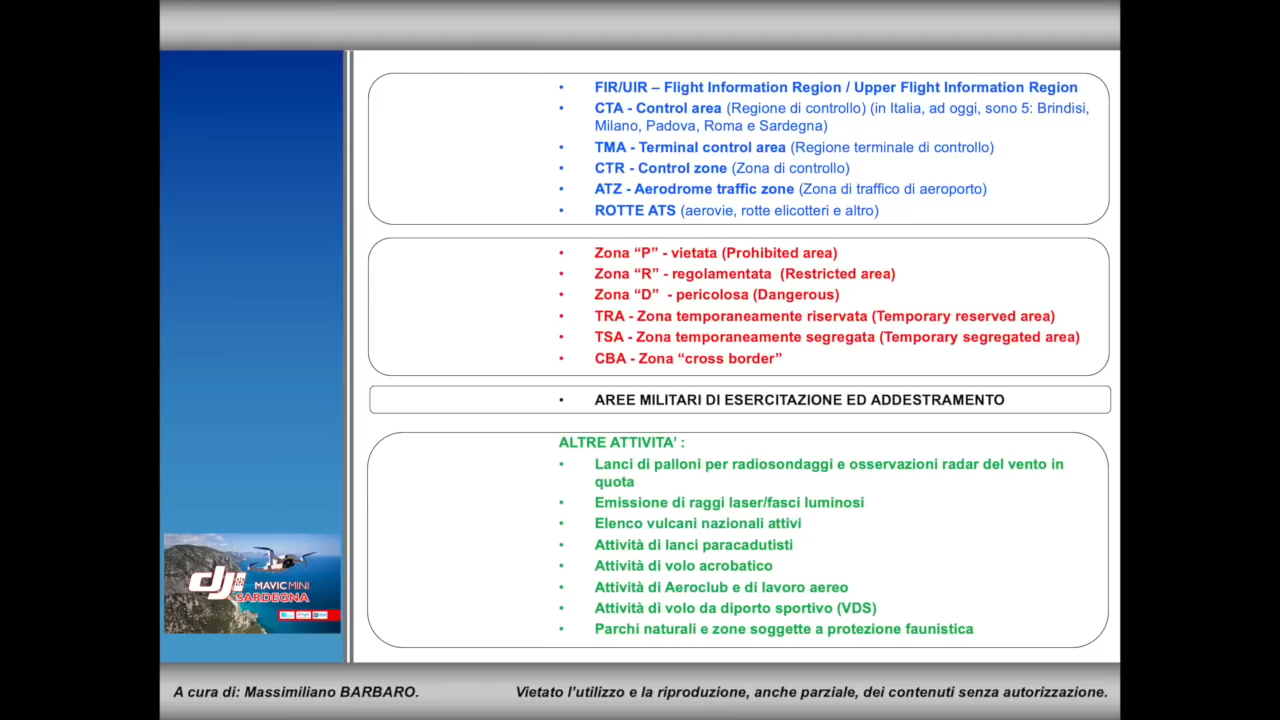 • FIR/UIR – Flight Information Region / Upper Flight Information Region
• CTA - Control area (Regione di controllo) (in Italia, ad oggi, sono 5: Brindisi,
Milano, Padova, Roma e Sardegna)
• TMA - Terminal control area (Regione terminale di controllo)
• CTR - Control zone (Zona di controllo)
• ATZ - Aerodrome traffic zone (Zona di traffico di aeroporto)
• ROTTE ATS (aerovie, rotte elicotteri e altro)
• Zona “P” - vietata (Prohibited area)
• Zona “R” - regolamentata (Restricted area)
• Zona “D” - pericolosa (Dangerous)
• TRA - Zona temporaneamente riservata (Temporary reserved area)
• TSA - Zona temporaneamente segregata (Temporary segregated area)
• CBA - Zona “cross border”
• AREE MILITARI DI ESERCITAZIONE ED ADDESTRAMENTO
ALTRE ATTIVITA’ :
• Lanci di palloni per radiosondaggi e osservazioni radar del vento in
quota
• Emissione di raggi laser/fasci luminosi
• Elenco vulcani nazionali attivi
• Attività di lanci paracadutisti
• Attività di volo acrobatico
• Attività di Aeroclub e di lavoro aereo
• Attività di volo da diporto sportivo (VDS)
• Parchi naturali e zone soggette a protezione faunistica
dji
MAVIC MINI
SARDEGNA
A cura di: Massimiliano BARBARO.
Vietato l’utilizzo e la riproduzione, anche parziale, dei contenuti senza autorizzazione.